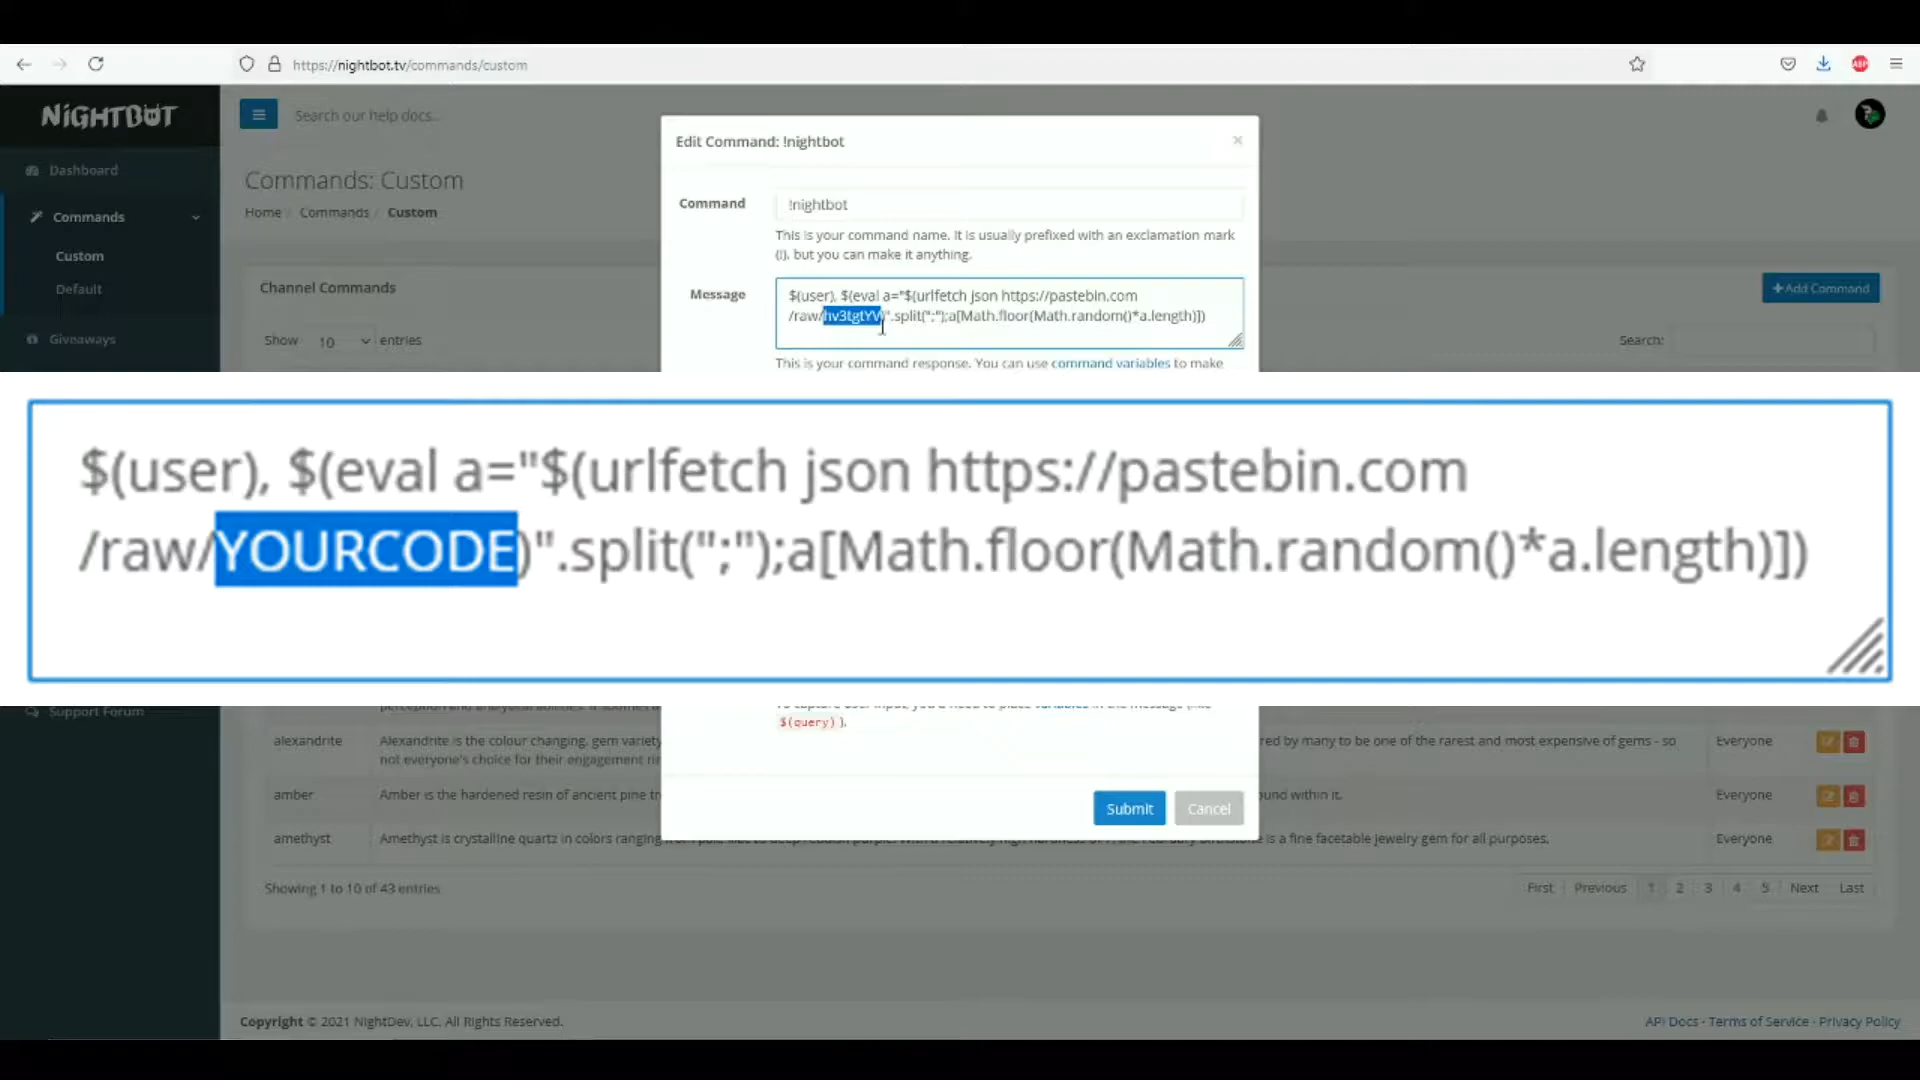 https://nightbot.tv/commands/custom
NiGHTBOT
Search our help docs...
Dashboard
Commands
Custom
Default
Giveaways
Support Forum
Commands: Custom
Home / Commands / Custom
Channel Commands
+Add Command
Show 10 entries
Search:
Edit Command: !nightbot
×
Command
!nightbot
This is your command name. It is usually prefixed with an exclamation mark
(!), but you can make it anything.
Message
$(user), $(eval a="$(urlfetch json https://pastebin.com
/raw/hv3tgtYV)".split(";");a[Math.floor(Math.random()*a.length)])
This is your command response. You can use command variables to make
$(user), $(eval a="$(urlfetch json https://pastebin.com
/raw/YOURCODE)".split(";");a[Math.floor(Math.random()*a.length)])
$(query) ).
Submit
Cancel
alexandrite
Alexandrite is the colour changing, gem variety
red by many to be one of the rarest and most expensive of gems - so
not everyone's choice for their engagement
Everyone
amber
Amber is the hardened resin of ancient pine
ound within it.
Everyone
amethyst
Amethyst is crystalline quartz in colors ranging
is a fine facetable jewelry gem for all purposes.
Everyone
Showing 1 to 10 of 43 entries
First Previous 1 2 3 4 5 Next Last
Copyright © 2021 NightDev, LLC. All Rights Reserved.
API Docs · Terms of Service · Privacy Policy